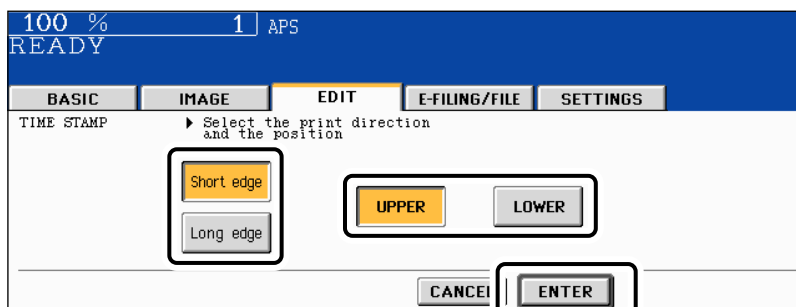 100 % 1 APS
READY
BASIC IMAGE EDIT E-FILING/FILE SETTINGS
TIME STAMP Select the print direction
and the position
Short edge
UPPER LOWER
Long edge
CANCEL ENTER